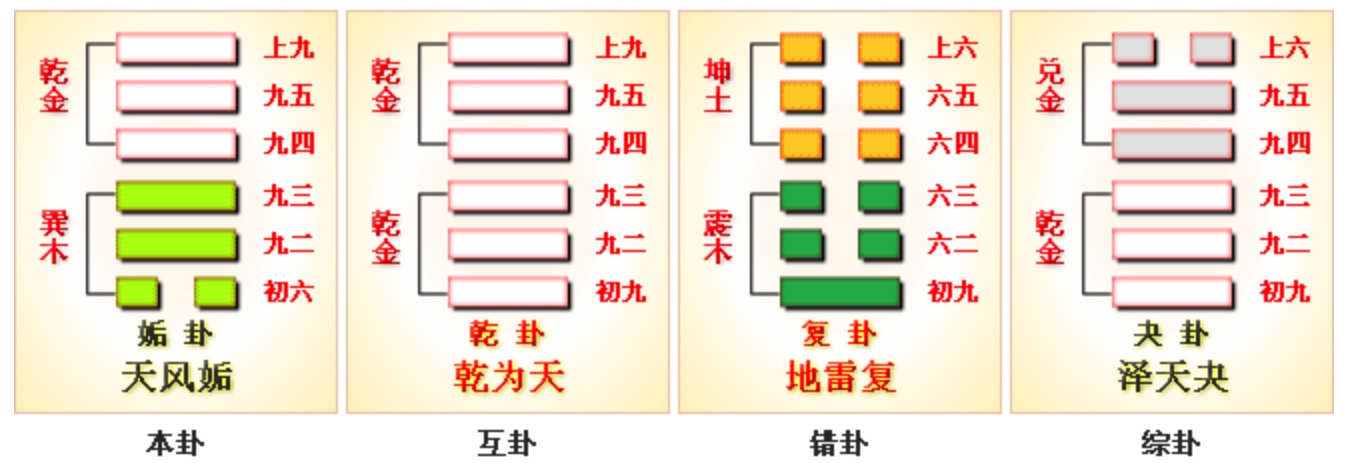 乾金
上九
九五
九四
巽木
九三
九二
初六
姤 卦
天风姤
本卦
乾金
上九
九五
九四
乾金
九三
九二
初九
乾 卦
乾为天
互卦
坤土
上六
六五
六四
震木
六三
六二
初九
复 卦
地雷复
错卦
兑金
上六
九五
九四
乾金
九三
九二
初九
夬 卦
泽天夬
综卦